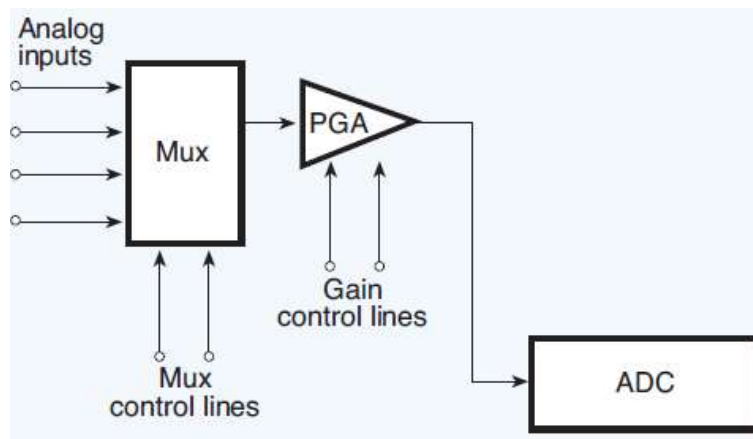 Analog
inputs
Mux
PGA
Gain
control lines
Mux
control lines
ADC